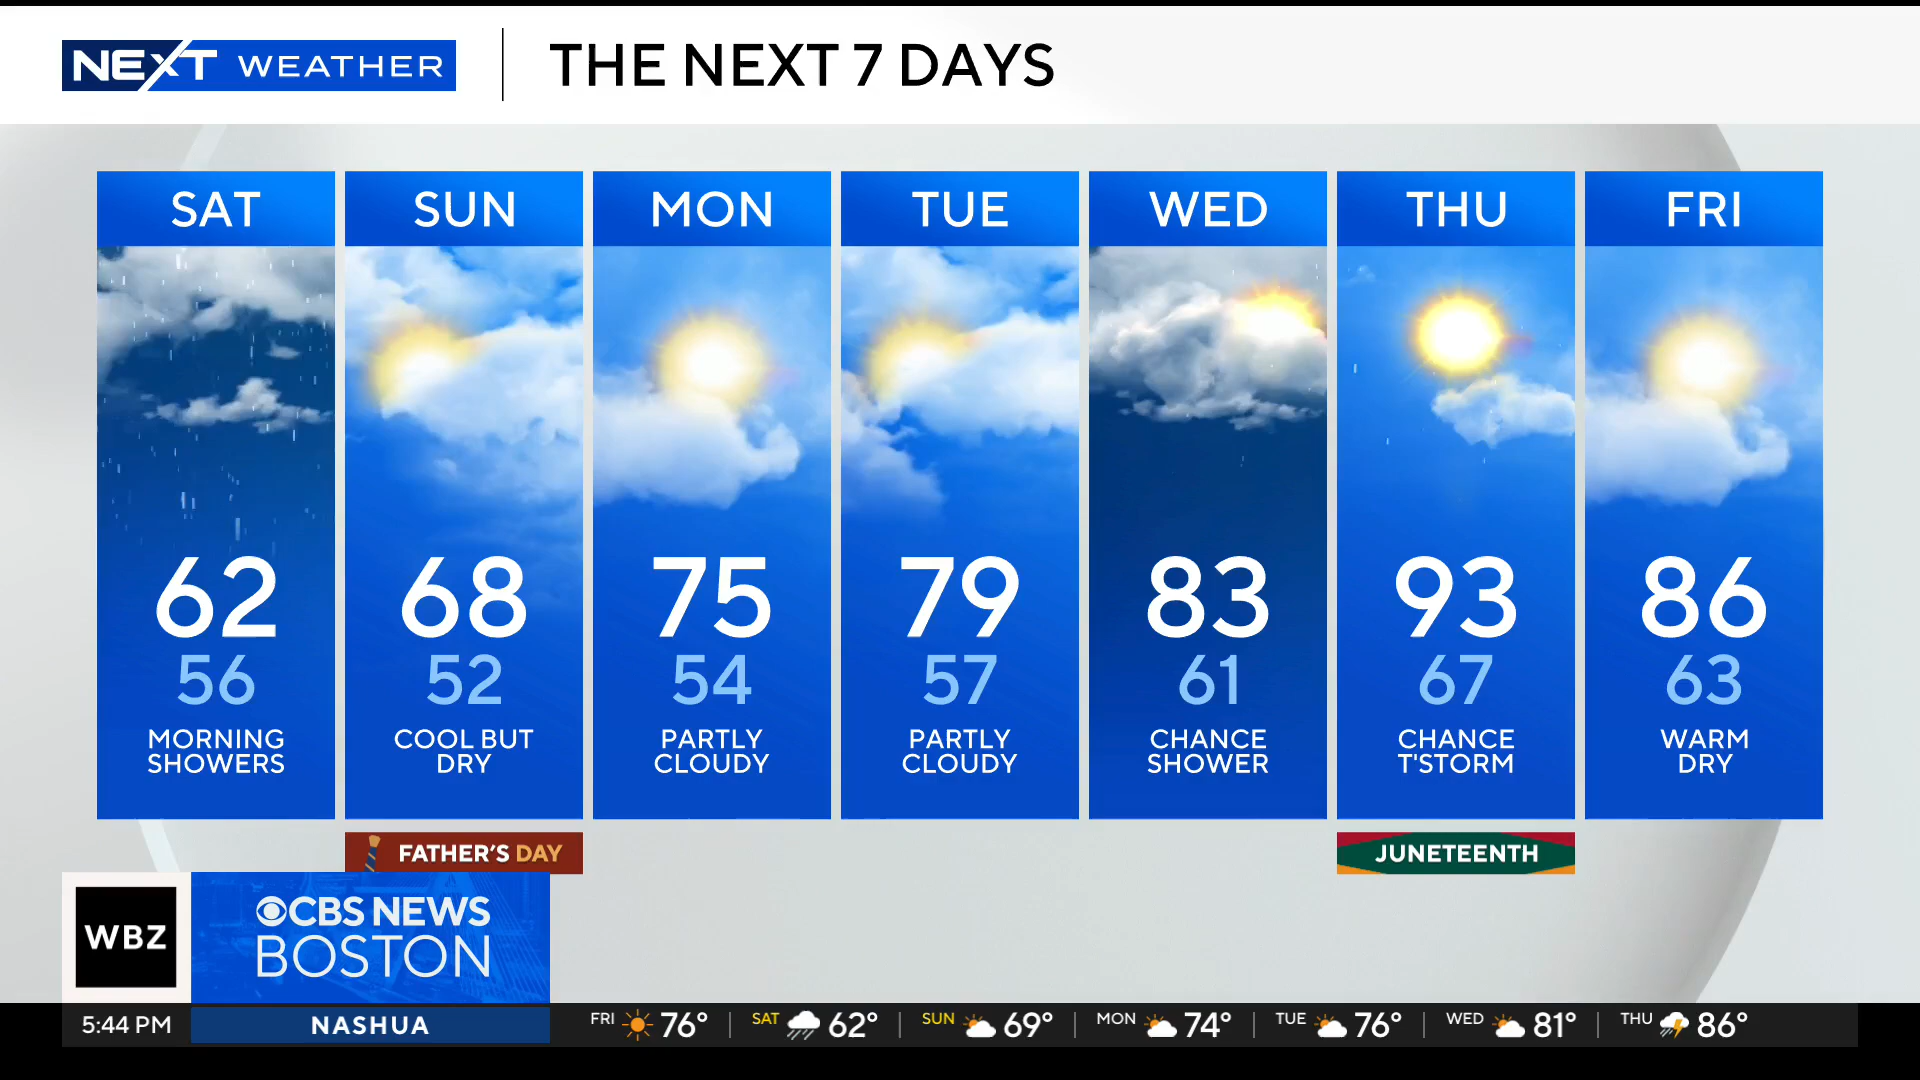 NEXT WEATHER
THE NEXT 7 DAYS
SAT
62
56
MORNING
SHOWERS
SUN
68
52
COOL BUT
DRY
FATHER'S DAY
MON
75
54
PARTLY
CLOUDY
TUE
79
57
PARTLY
CLOUDY
WED
83
61
CHANCE
SHOWER
THU
93
67
CHANCE
T'STORM
JUNETEENTH
FRI
86
63
WARM
DRY
WBZ
CBS NEWS
BOSTON
5:44 PM
NASHUA
FRI 76° | SAT 62° | SUN 69° | MON 74° | TUE 76° | WED 81° | THU 86°